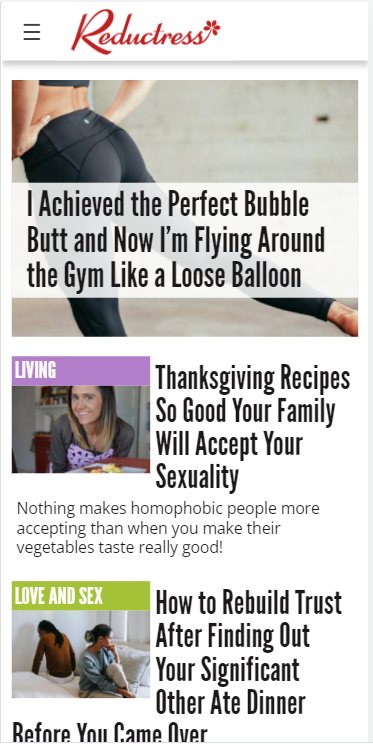 Reductress
I Achieved the Perfect Bubble
Butt and Now I'm Flying Around
the Gym Like a Loose Balloon
LIVING
Thanksgiving Recipes
So Good Your Family
Will Accept Your
Sexuality
Nothing makes homophobic people more
accepting than when you make their
vegetables taste really good!
LOVE AND SEX
How to Rebuild Trust
After Finding Out
Your Significant
Other Ate Dinner
Before You Came Over